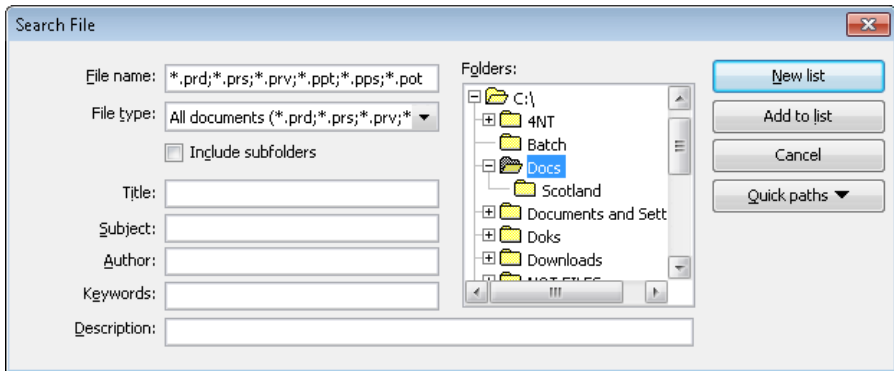 Search File
File name: *.prd;*.prs;*.prv;*.ppt;*.pps;*.pot
File type: All documents (*.prd;*.prs;*.prv;*
Include subfolders
Title:
Subject:
Author:
Keywords:
Description:
Folders:
C:\
4NT
Batch
Docs
Scotland
Documents and Sett
Doks
Downloads
New list
Add to list
Cancel
Quick paths